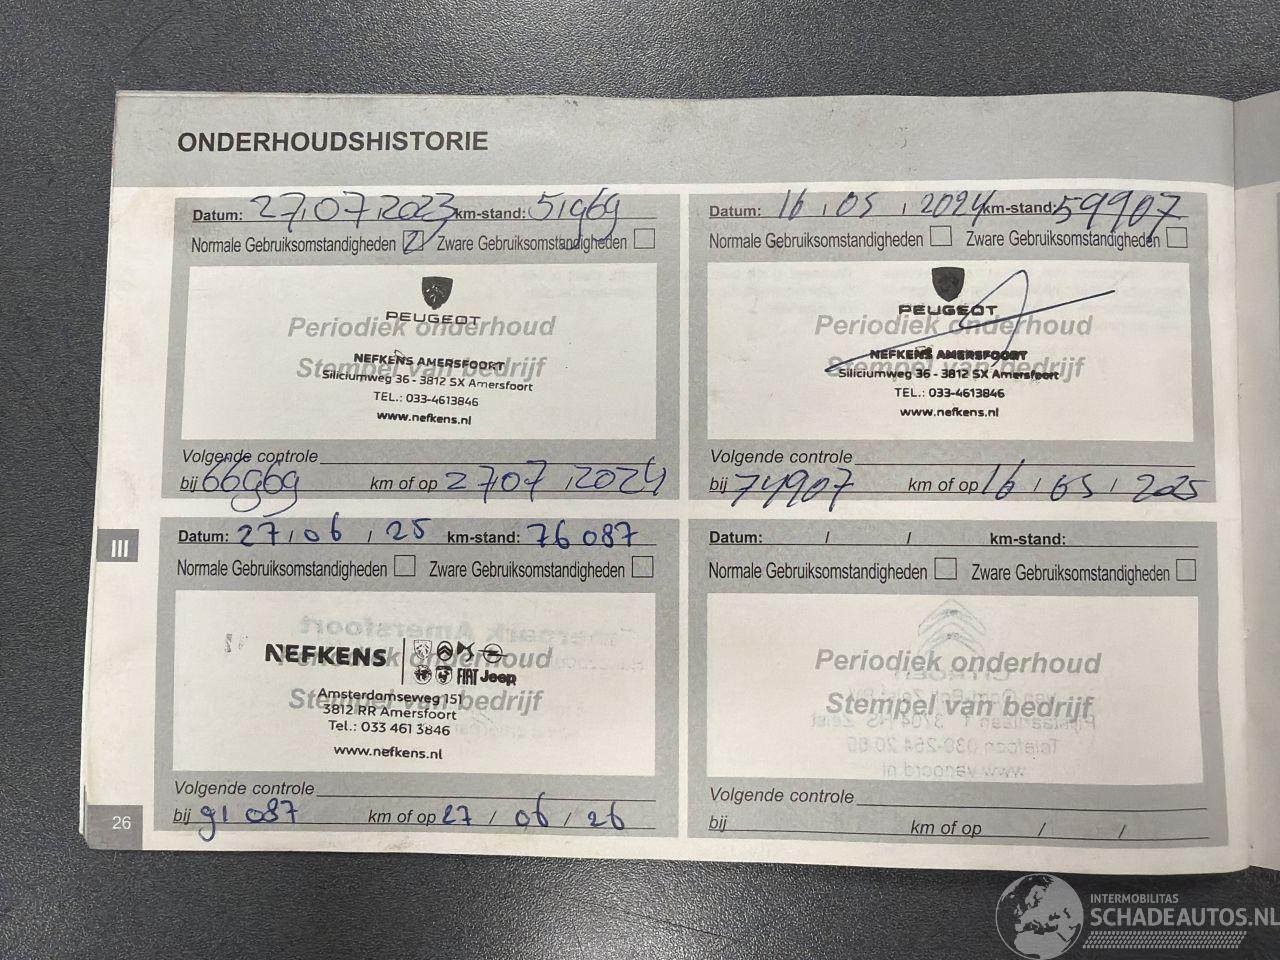 ONDERHOUDSHISTORIE
Datum: 27/07/2023 km-stand: 51969
Normale Gebruiksomstandigheden Zware Gebruiksomstandigheden
PEUGEOT
Periodiek onderhoud
NEFKENS AMERSFOORT
Stempel van bedrijf
Siliciumweg 36 - 3812 SX Amersfoort
TEL.: 033-4613846
www.nefkens.nl
Volgende controle
bij 66969 km of op 27/07/2024
Datum: 16/05/2024 km-stand: 59907
Normale Gebruiksomstandigheden Zware Gebruiksomstandigheden
PEUGEOT
Periodiek onderhoud
NEFKENS AMERSFOORT
Stempel van bedrijf
Siliciumweg 36 - 3812 SX Amersfoort
TEL.: 033-4613846
www.nefkens.nl
Volgende controle
bij 74907 km of op 16/05/2025
III
Datum: 27/06/25 km-stand: 76087
Normale Gebruiksomstandigheden Zware Gebruiksomstandigheden
NEFKENS DS
FIAT Jeep
Periodiek onderhoud
Amsterdamseweg 151
Stempel van bedrijf
3812 RR Amersfoort
Tel.: 033 461 3846
www.nefkens.nl
Volgende controle
bij 91087 km of op 27/06/26
Datum: / / km-stand:
Normale Gebruiksomstandigheden Zware Gebruiksomstandigheden
Periodiek onderhoud
Stempel van bedrijf
Volgende controle
bij km of op / /
26
INTERMOBILITAS
SCHADEAUTOS.NL